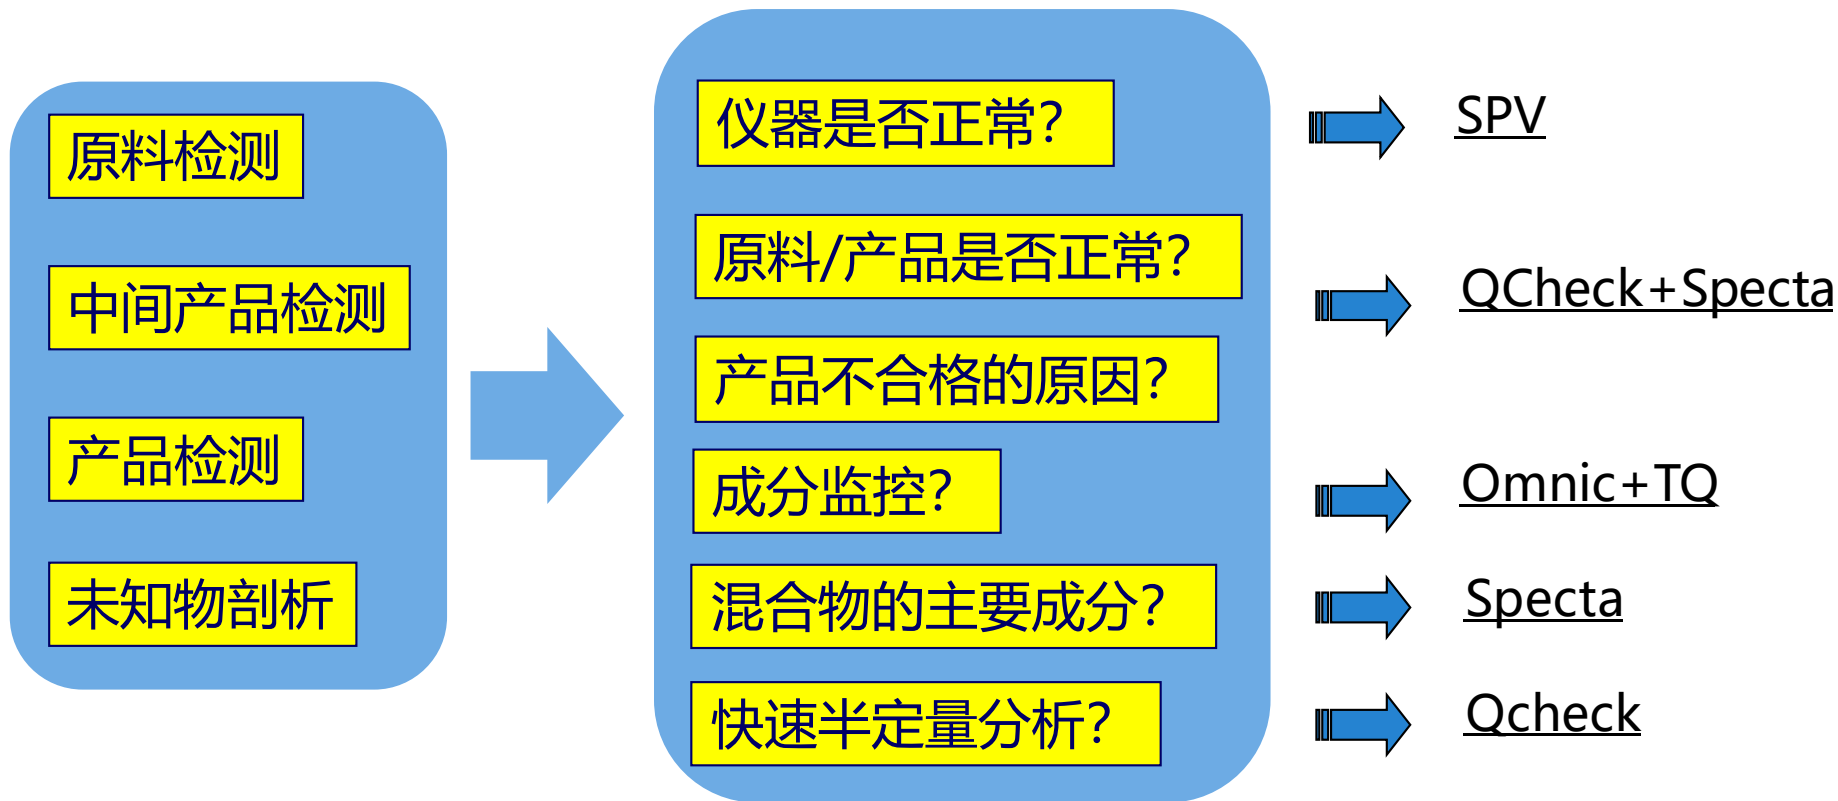 原料检测
中间产品检测
产品检测
未知物剖析
仪器是否正常？
原料/产品是否正常？
产品不合格的原因？
成分监控？
混合物的主要成分？
快速半定量分析？
SPV
QCheck+Specta
Omnic+TQ
Specta
Qcheck